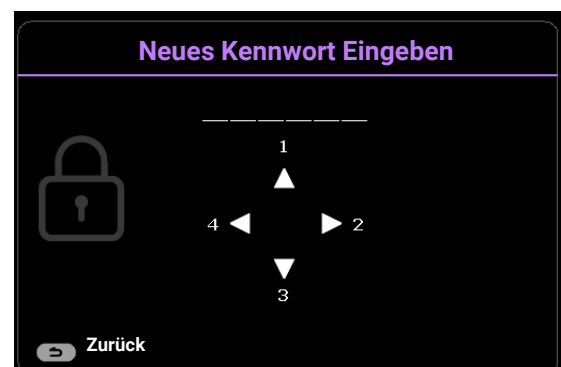 Neues Kennwort Eingeben
_ _ _ _ _ _
1
4 ◀ ▶ 2
3
Zurück